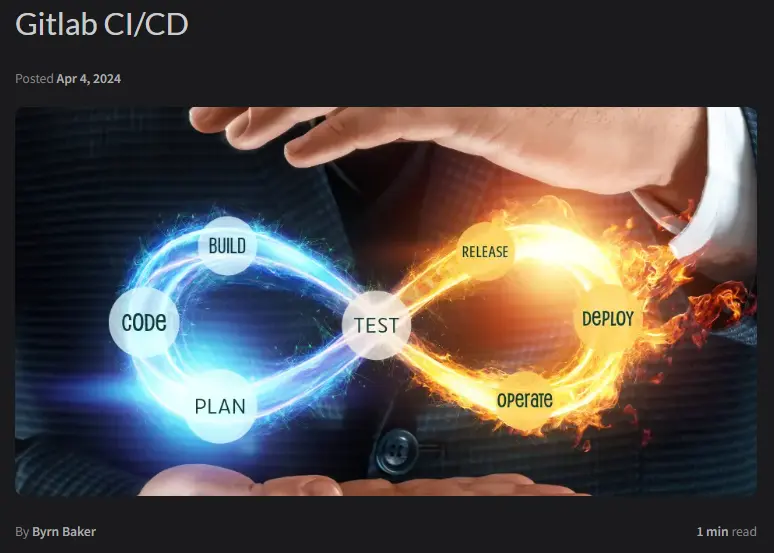 Gitlab CI/CD
Posted Apr 4, 2024
BUILD
RELEASE
CODE
TEST
DEPLOY
PLAN
OPERATE
By Byrn Baker
1 min read